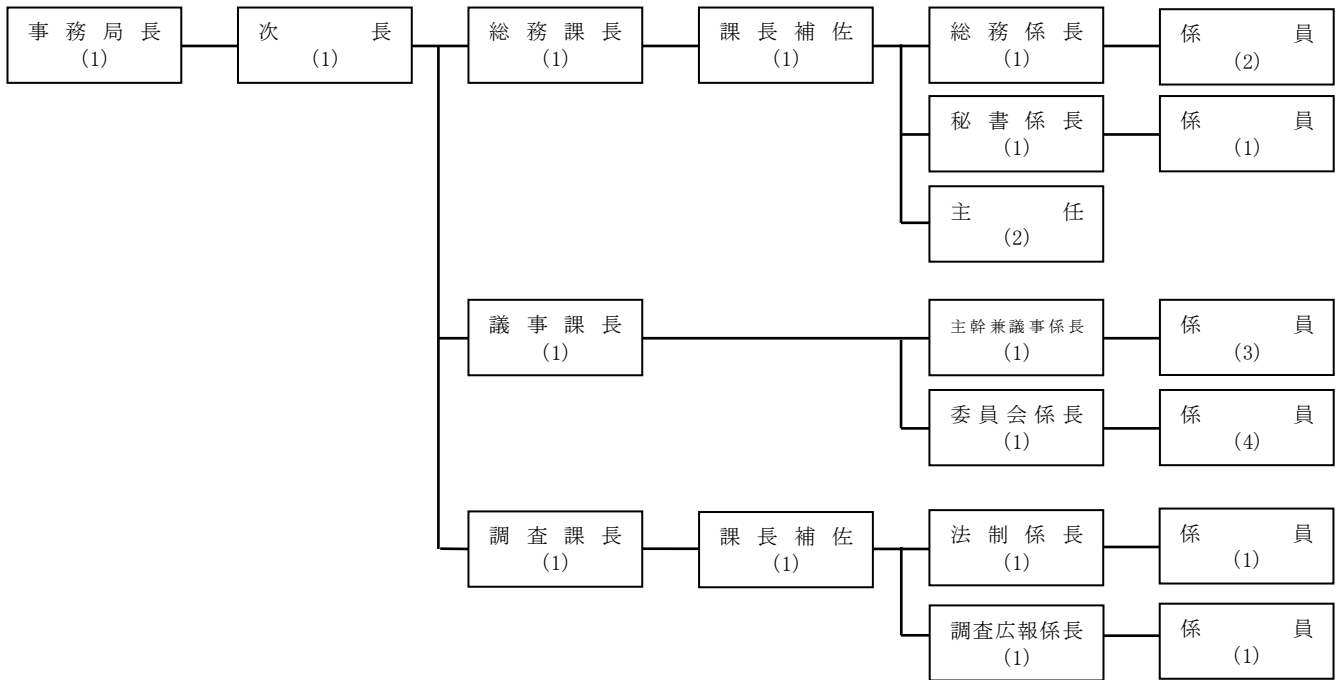 事務局長
(1)
次長
(1)
総務課長
(1)
課長補佐
(1)
総務係長
(1)
係員
(2)
秘書係長
(1)
係員
(1)
主任
(2)
議事課長
(1)
主幹兼議事係長
(1)
係員
(3)
委員会係長
(1)
係員
(4)
調査課長
(1)
課長補佐
(1)
法制係長
(1)
係員
(1)
調査広報係長
(1)
係員
(1)